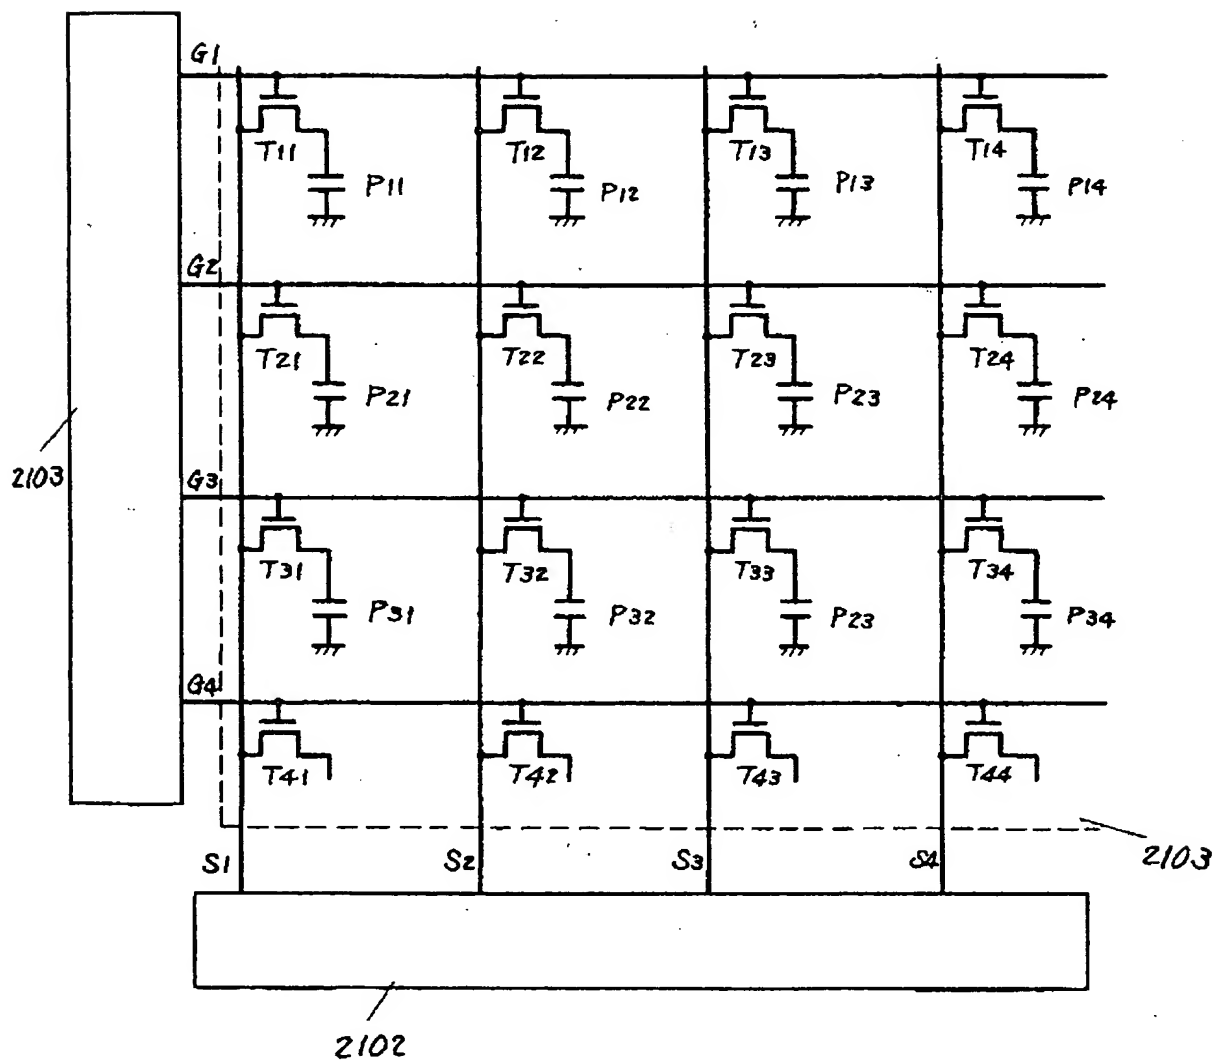 G1
T11 T12 T13 T14
P11 P12 P13 P14
G2
T21 T22 T23 T24
P21 P22 P23 P24
2103
G3
T31 T32 T33 T34
P31 P32 P23 P34
G4
T41 T42 T43 T44
S1 S2 S3 S4
2103
2102